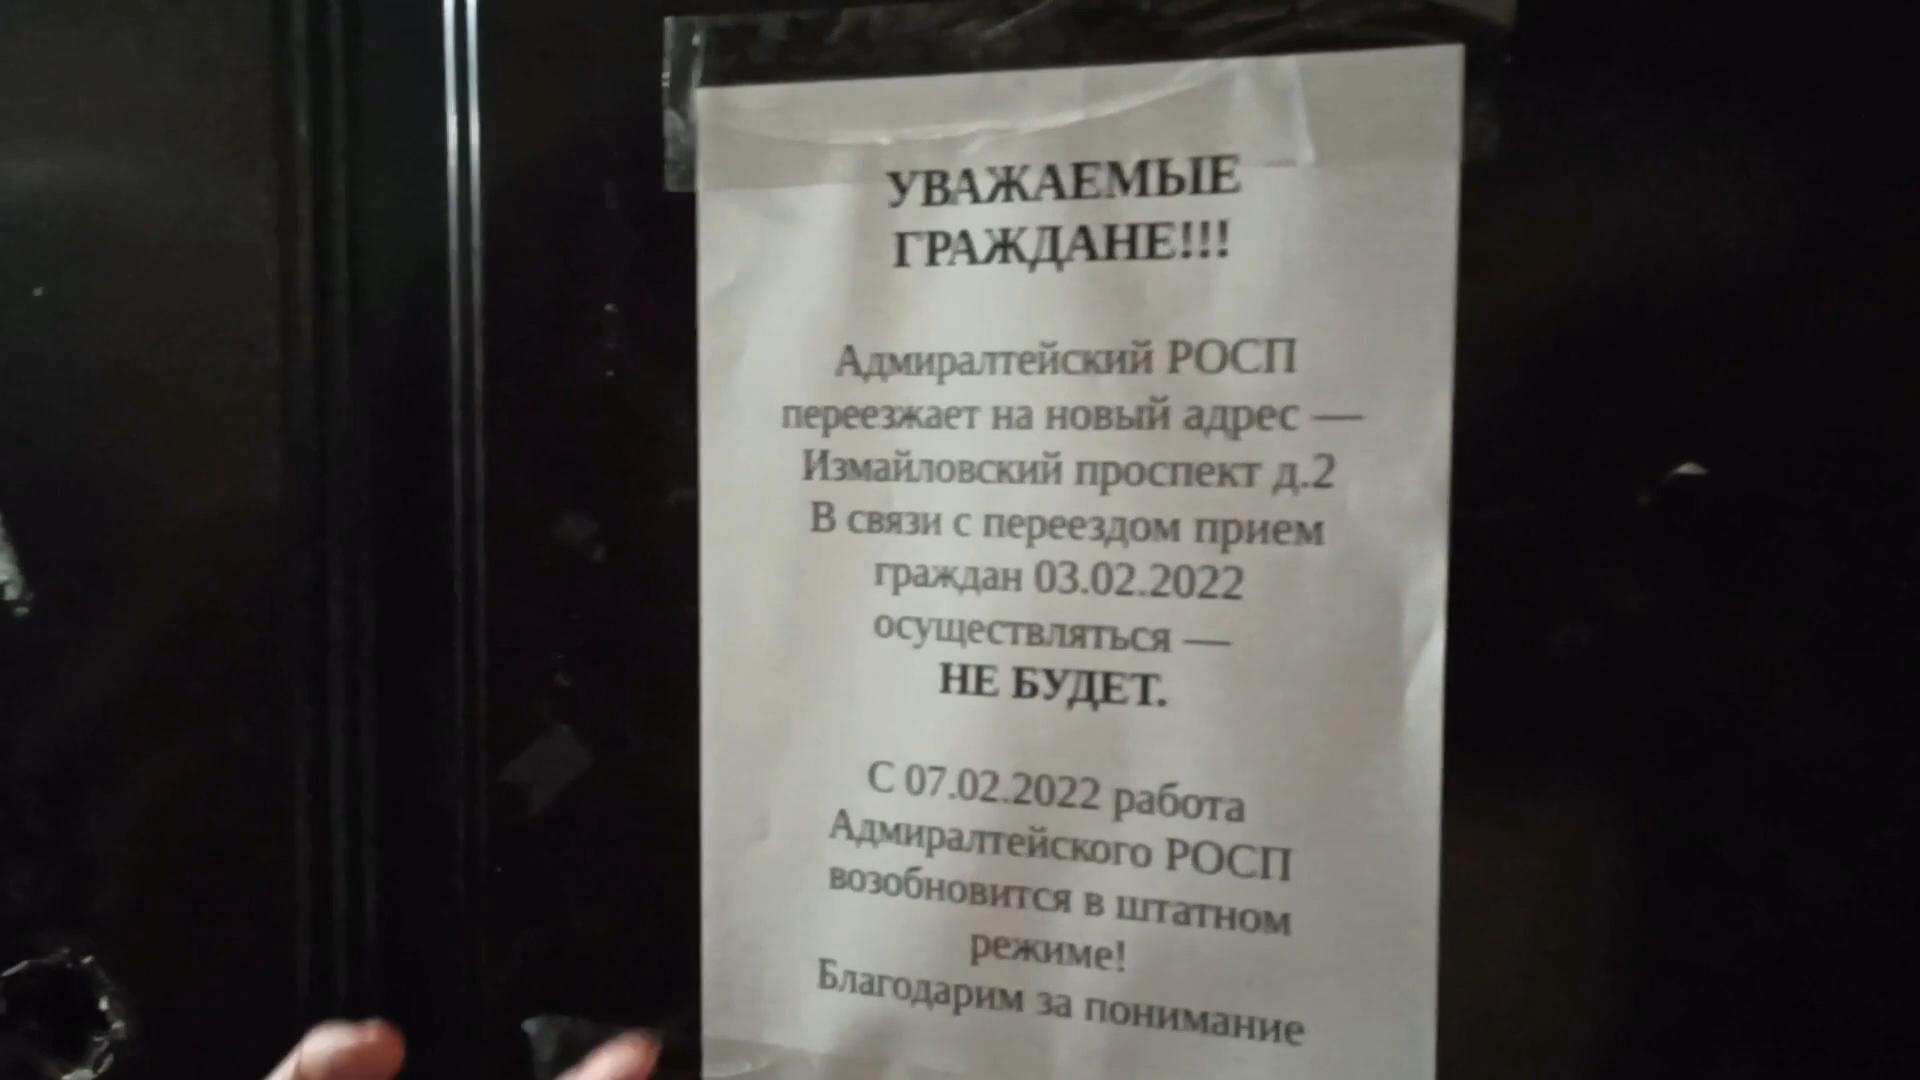 УВАЖАЕМЫЕ
ГРАЖДАНЕ!!!
Адмиралтейский РОСП
переезжает на новый адрес —
Измайловский проспект д.2
В связи с переездом прием
граждан 03.02.2022
осуществляться —
НЕ БУДЕТ.
С 07.02.2022 работа
Адмиралтейского РОСП
возобновится в штатном
режиме!
Благодарим за понимание